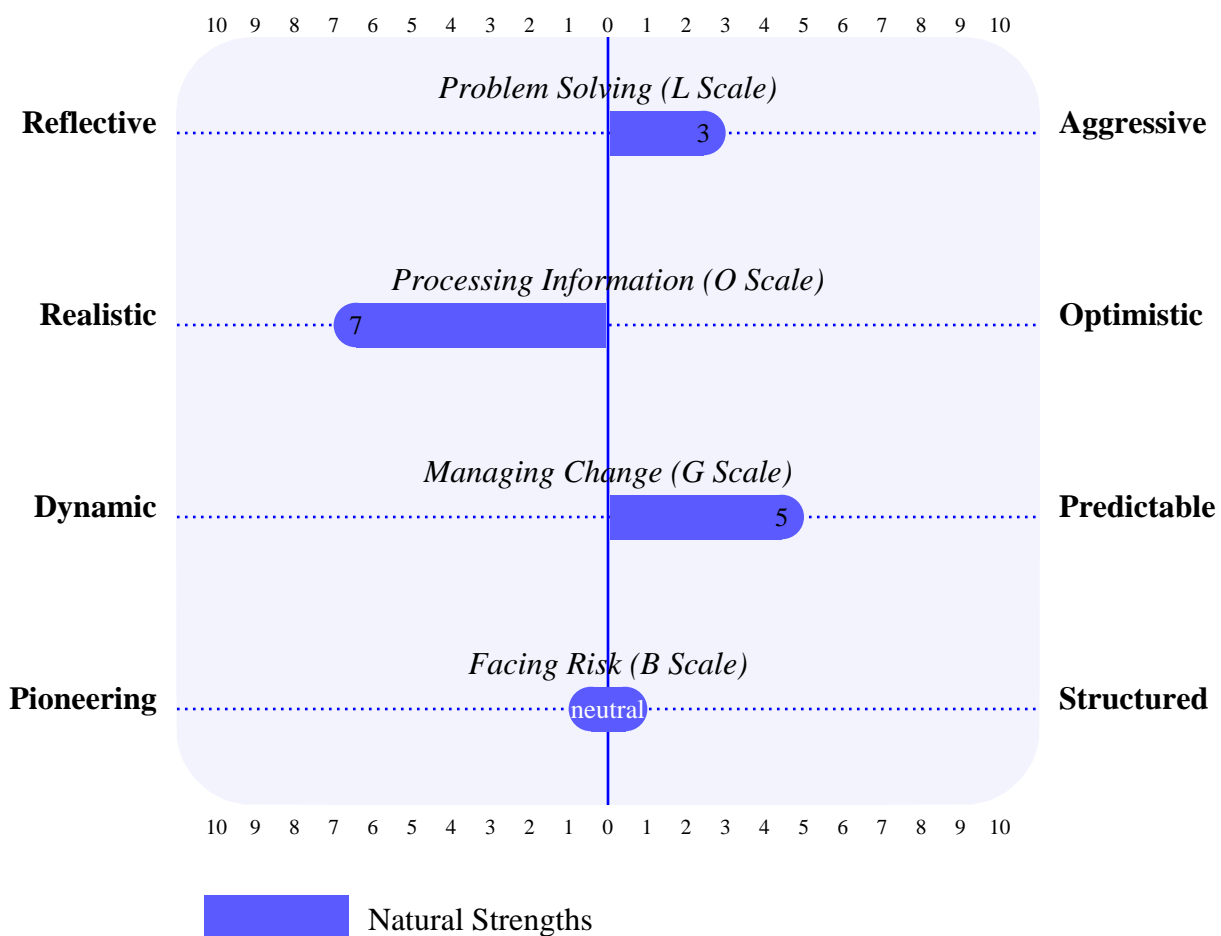 10 9 8 7 6 5 4 3 2 1 0 1 2 3 4 5 6 7 8 9 10
Problem Solving (L Scale)
Reflective 3 Aggressive
Processing Information (O Scale)
Realistic 7 Optimistic
Managing Change (G Scale)
Dynamic 5 Predictable
Facing Risk (B Scale)
Pioneering neutral Structured
10 9 8 7 6 5 4 3 2 1 0 1 2 3 4 5 6 7 8 9 10
Natural Strengths